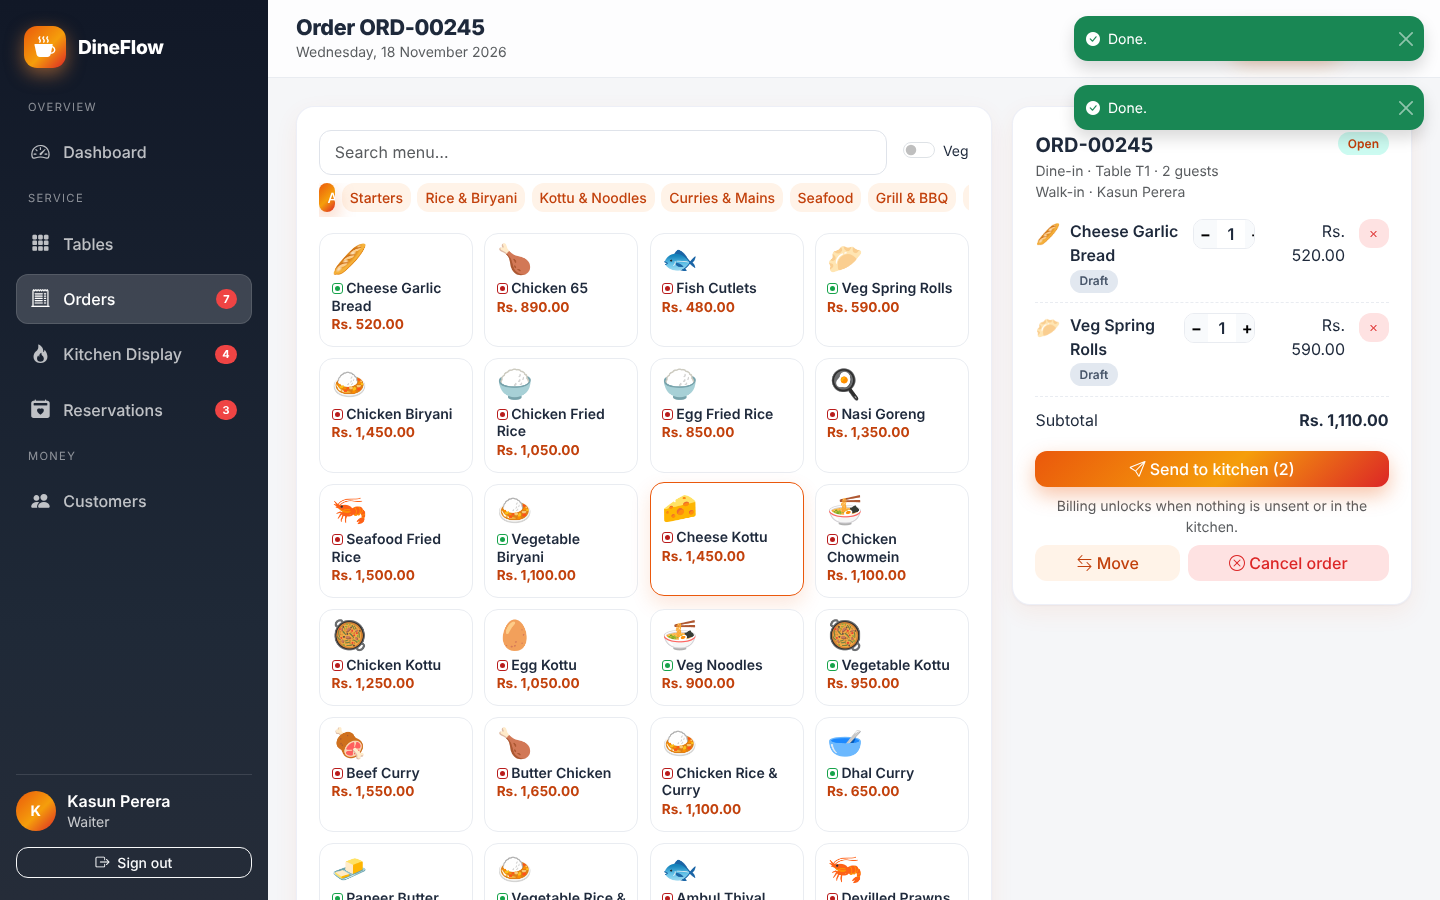 DineFlow
OVERVIEW
Dashboard
SERVICE
Tables
Orders 7
Kitchen Display 4
Reservations 3
MONEY
Customers
K
Kasun Perera
Waiter
Sign out
Order ORD-00245
Wednesday, 18 November 2026
Done.
Done.
Search menu...
Veg
A
Starters
Rice & Biryani
Kottu & Noodles
Curries & Mains
Seafood
Grill & BBQ
Cheese Garlic
Bread
Rs. 520.00
Chicken 65
Rs. 890.00
Fish Cutlets
Rs. 480.00
Veg Spring Rolls
Rs. 590.00
Chicken Biryani
Rs. 1,450.00
Chicken Fried
Rice
Rs. 1,050.00
Egg Fried Rice
Rs. 850.00
Nasi Goreng
Rs. 1,350.00
Seafood Fried
Rice
Rs. 1,500.00
Vegetable
Biryani
Rs. 1,100.00
Cheese Kottu
Rs. 1,450.00
Chicken
Chowmein
Rs. 1,100.00
Chicken Kottu
Rs. 1,250.00
Egg Kottu
Rs. 1,050.00
Veg Noodles
Rs. 900.00
Vegetable Kottu
Rs. 950.00
Beef Curry
Rs. 1,550.00
Butter Chicken
Rs. 1,650.00
Chicken Rice &
Curry
Rs. 1,100.00
Dhal Curry
Rs. 650.00
Paneer Butter
Vegetable Rice &
Ambul Thiyal
Devilled Prawns
ORD-00245
Open
Dine-in · Table T1 · 2 guests
Walk-in · Kasun Perera
Cheese Garlic
Bread
Draft
− 1
Rs.
520.00
×
Veg Spring
Rolls
Draft
− 1 +
Rs.
590.00
×
Subtotal Rs. 1,110.00
Send to kitchen (2)
Billing unlocks when nothing is unsent or in the
kitchen.
Move
Cancel order